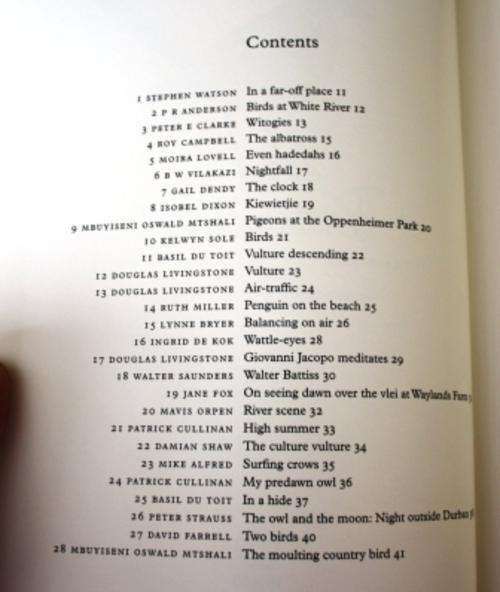 Contents
1 STEPHEN WATSON In a far-off place 11
2 P R ANDERSON Birds at White River 12
3 PETER E CLARKE Witogies 13
4 ROY CAMPBELL The albatross 15
5 MOIRA LOVELL Even hadedahs 16
6 B W VILAKAZI Nightfall 17
7 GAIL DENDY The clock 18
8 ISOBEL DIXON Kiewietjie 19
9 MBUYISENI OSWALD MTSHALI Pigeons at the Oppenheimer Park 20
10 KELWYN SOLE Birds 21
11 BASIL DU TOIT Vulture descending 22
12 DOUGLAS LIVINGSTONE Vulture 23
13 DOUGLAS LIVINGSTONE Air-traffic 24
14 RUTH MILLER Penguin on the beach 25
15 LYNNE BRYER Balancing on air 26
16 INGRID DE KOK Wattle-eyes 28
17 DOUGLAS LIVINGSTONE Giovanni Jacopo meditates 29
18 WALTER SAUNDERS Walter Battiss 30
19 JANE FOX On seeing dawn over the vlei at Waylands Farm
20 MAVIS ORPEN River scene 32
21 PATRICK CULLINAN High summer 33
22 DAMIAN SHAW The culture vulture 34
23 MIKE ALFRED Surfing crows 35
24 PATRICK CULLINAN My predawn owl 36
25 BASIL DU TOIT In a hide 37
26 PETER STRAUSS The owl and the moon: Night outside Durban
27 DAVID FARRELL Two birds 40
28 MBUYISENI OSWALD MTSHALI The moulting country bird 41